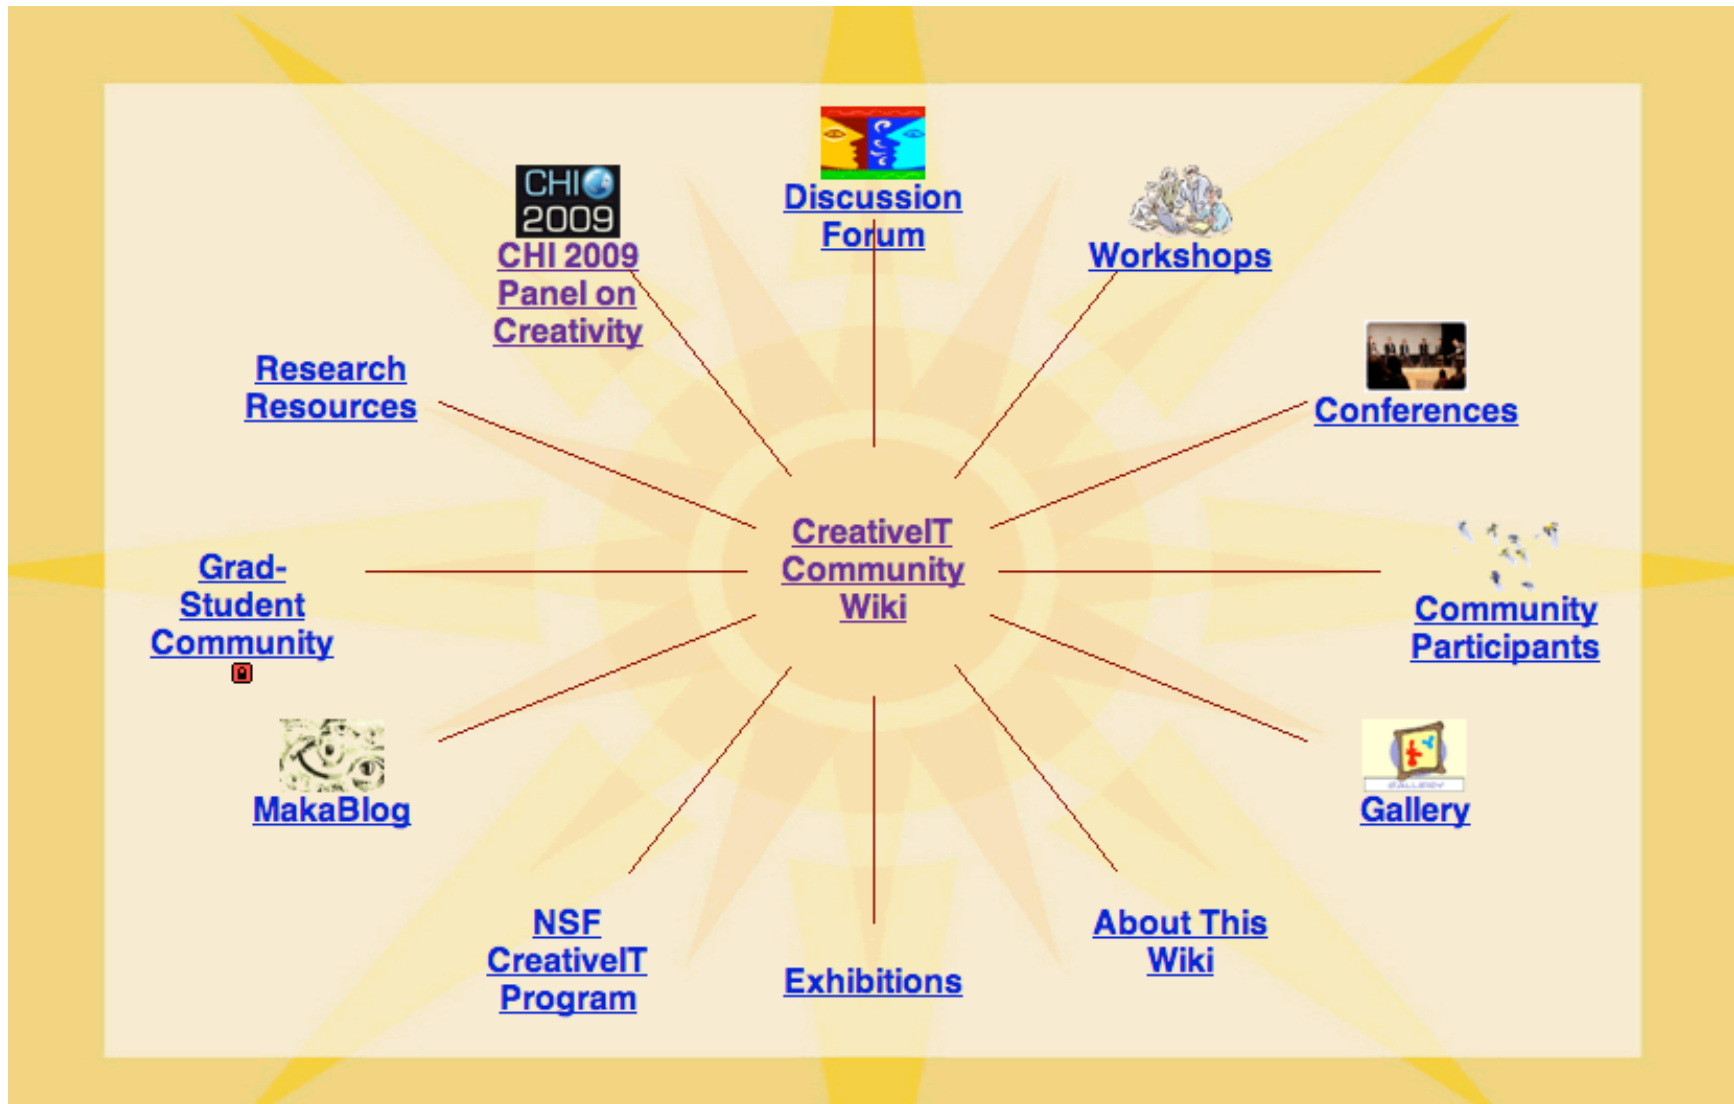 CHI
2009
CHI 2009
Panel on
Creativity
Discussion
Forum
Workshops
Research
Resources
Conferences
CreativeIT
Community
Wiki
Grad-
Student
Community
Community
Participants
MakaBlog
GALLERY
Gallery
NSF
CreativeIT
Program
Exhibitions
About This
Wiki